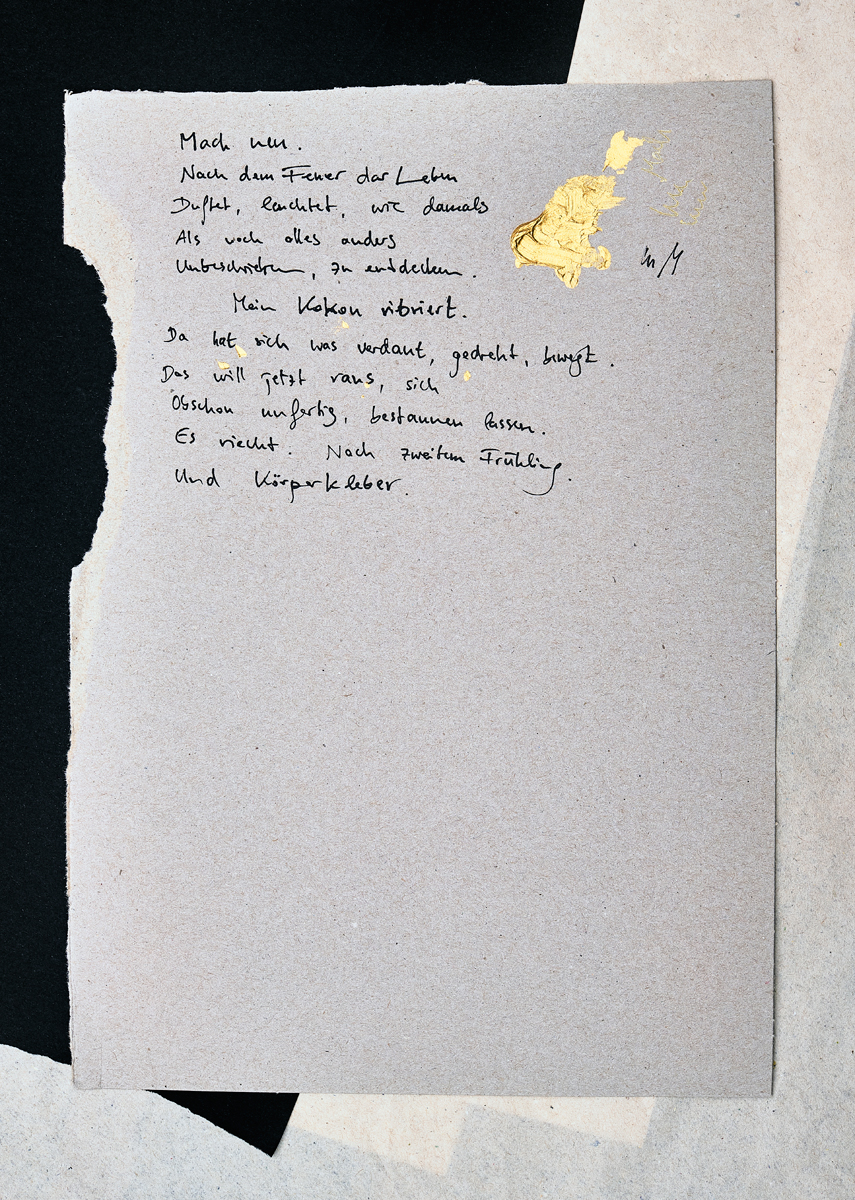 Mach neu.
Nach dem Feuer das Leben
Duftet, leuchtet, wie damals
Als noch alles anders
Unbeschrieben, zu entdecken.
Mein Kokon vibriert.
Da hat sich was verdaut, gedreht, bewegt.
Das will jetzt raus, sich
Obschon unfertig, bestaunen lassen.
Es riecht. Nach zweitem Frühling.
Und Körperkleber.